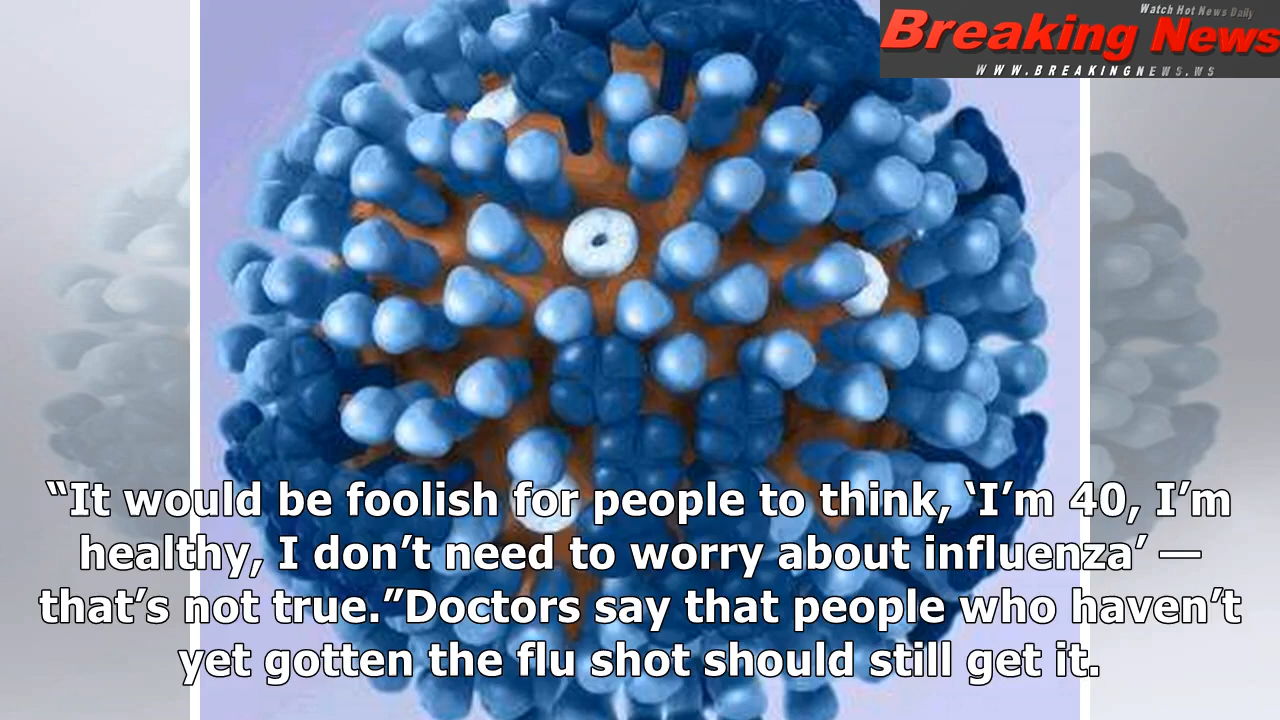 Watch Hot News Daily
Breaking News
WWW.BREAKINGNEWS.WS
“It would be foolish for people to think, ‘I’m 40, I’m
healthy, I don’t need to worry about influenza’ —
that’s not true.”Doctors say that people who haven’t
yet gotten the flu shot should still get it.